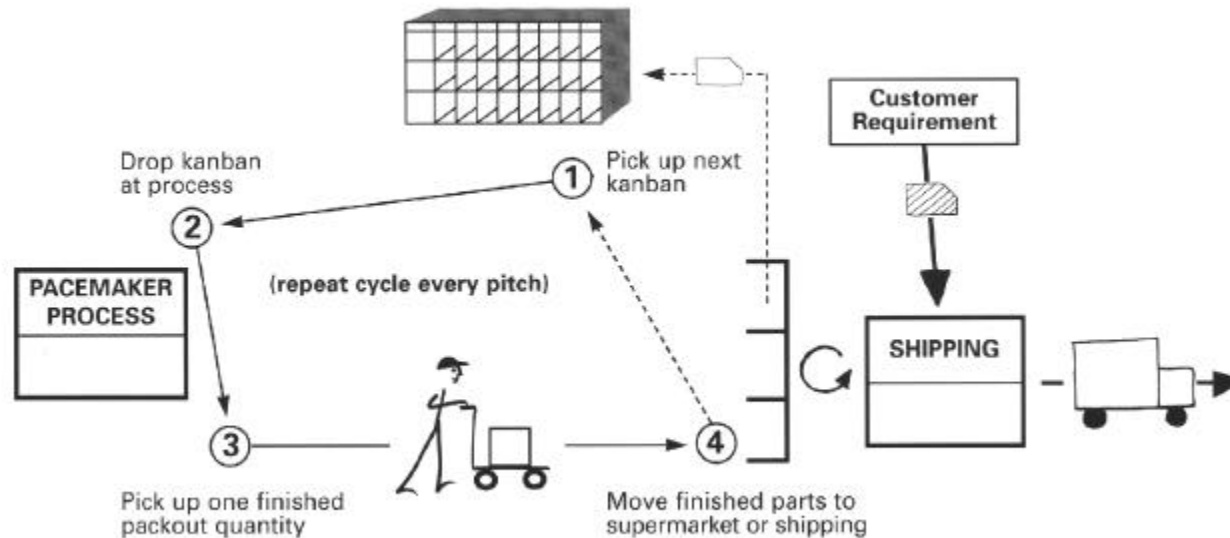 Customer
Requirement
Drop kanban
at process
1
Pick up next
kanban
2
(repeat cycle every pitch)
PACEMAKER
PROCESS
SHIPPING
3
4
Pick up one finished
packout quantity
Move finished parts to
supermarket or shipping